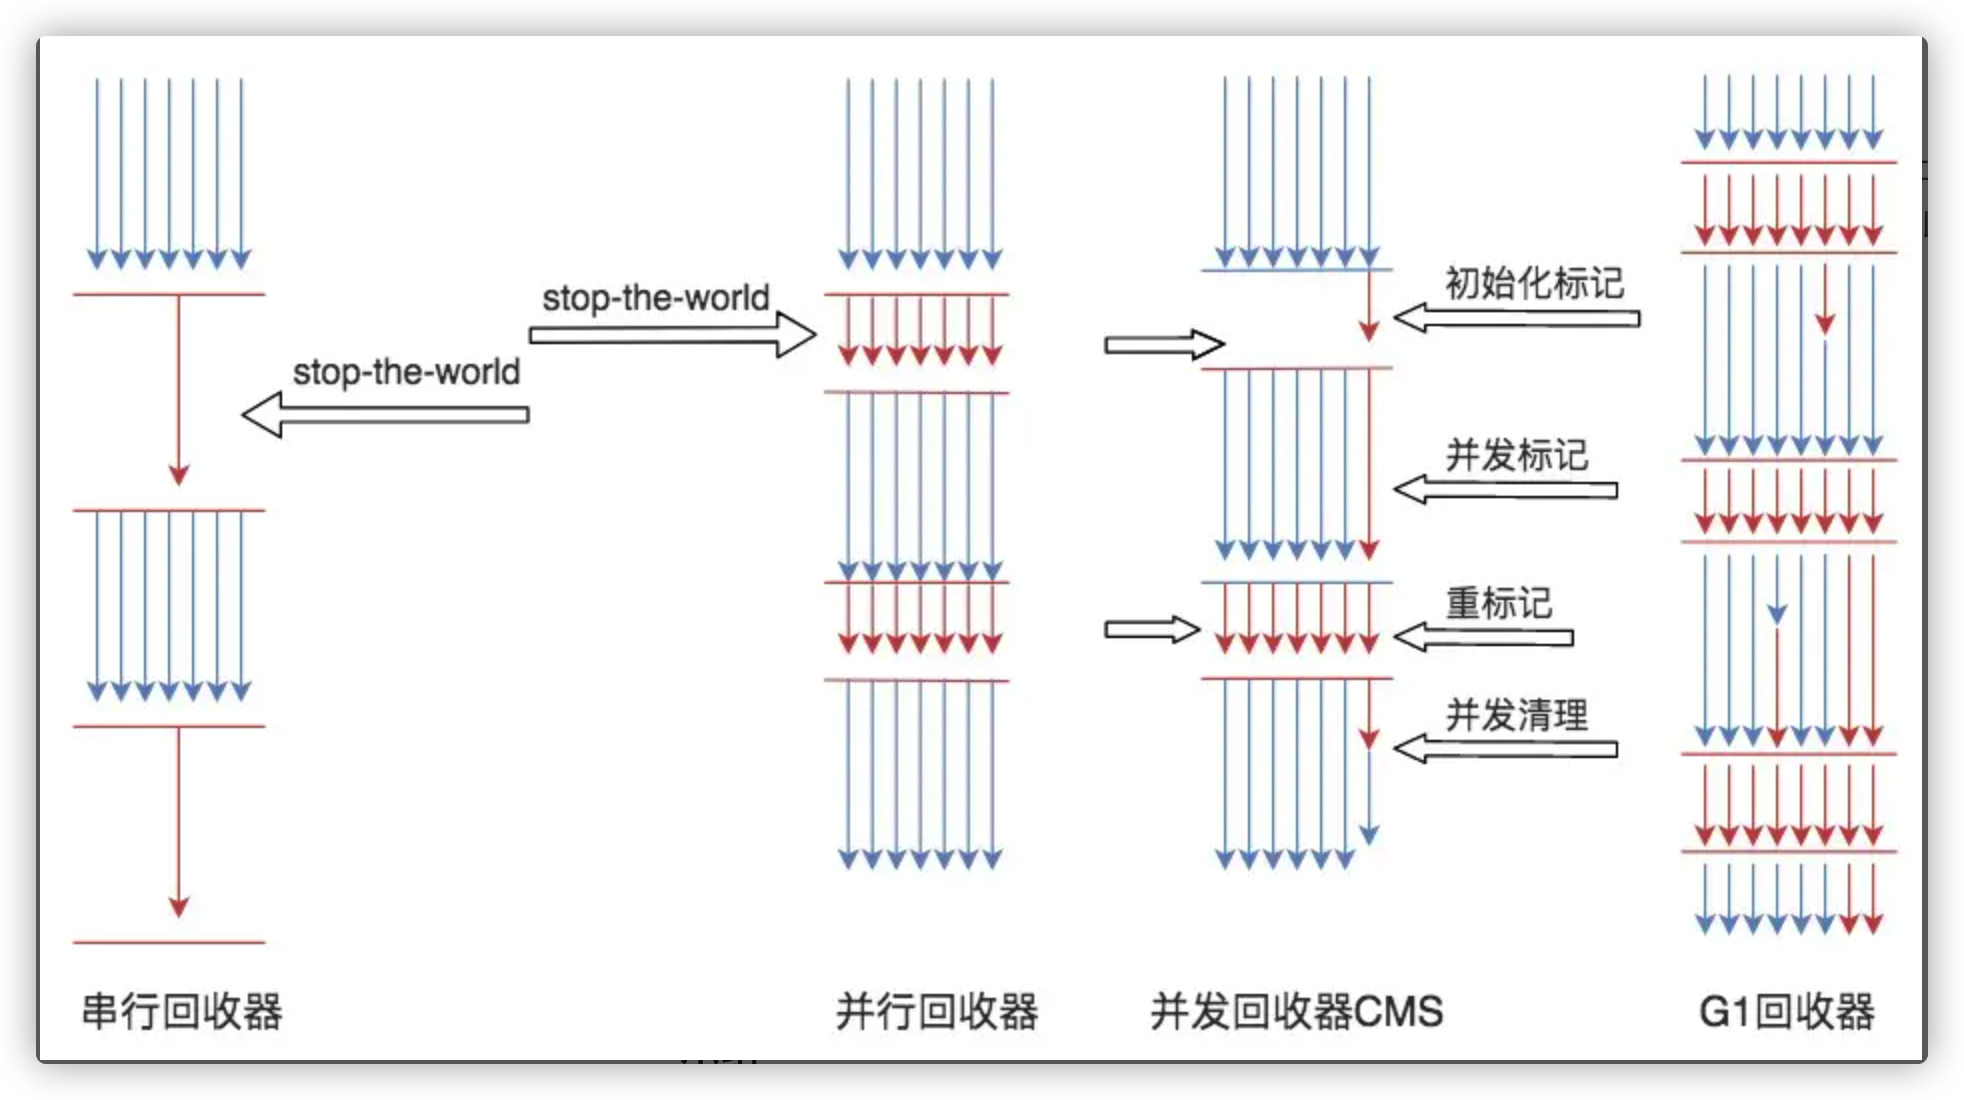 stop-the-world
stop-the-world
初始化标记
并发标记
重标记
并发清理
串行回收器
并行回收器
并发回收器CMS
G1回收器